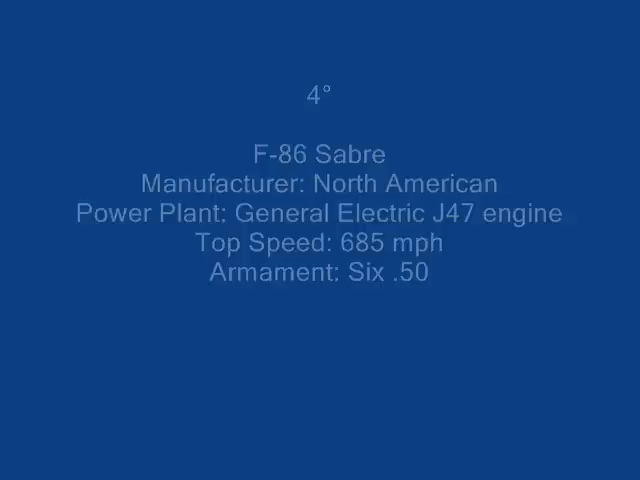 4°
F-86 Sabre
Manufacturer: North American
Power Plant: General Electric J47 engine
Top Speed: 685 mph
Armament: Six .50